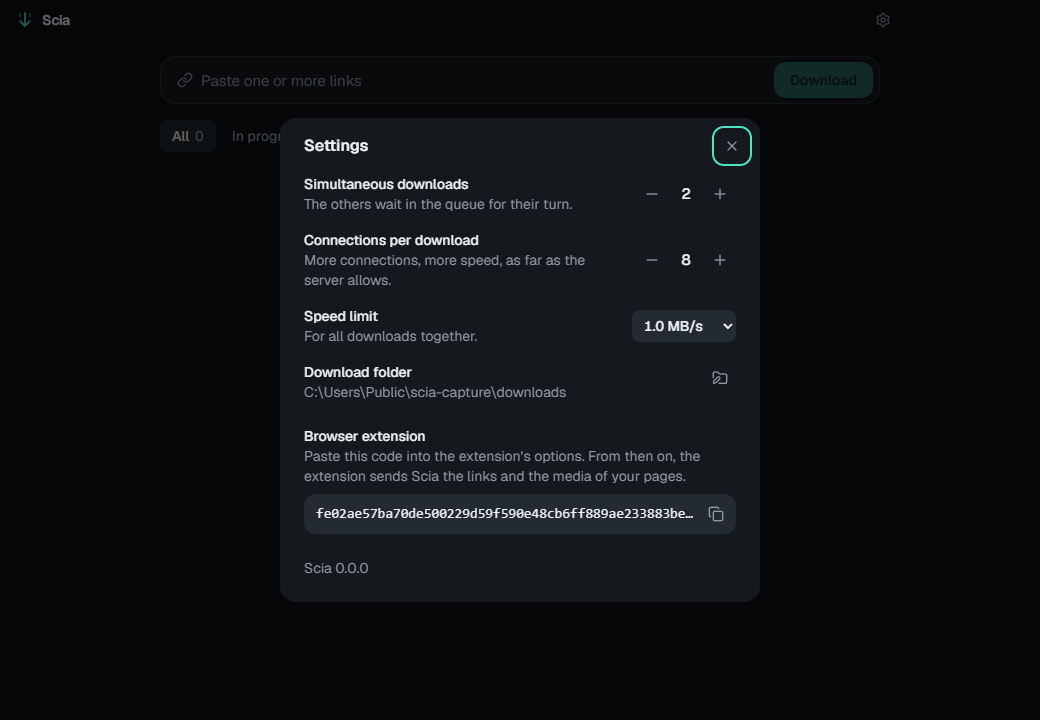 Scia
Paste one or more links
Download
All 0
In progr
Settings
Simultaneous downloads
The others wait in the queue for their turn.
2
Connections per download
More connections, more speed, as far as the
server allows.
8
Speed limit
For all downloads together.
1.0 MB/s
Download folder
C:\Users\Public\scia-capture\downloads
Browser extension
Paste this code into the extension's options. From then on, the
extension sends Scia the links and the media of your pages.
fe02ae57ba70de500229d59f590e48cb6ff889ae233883be…
Scia 0.0.0